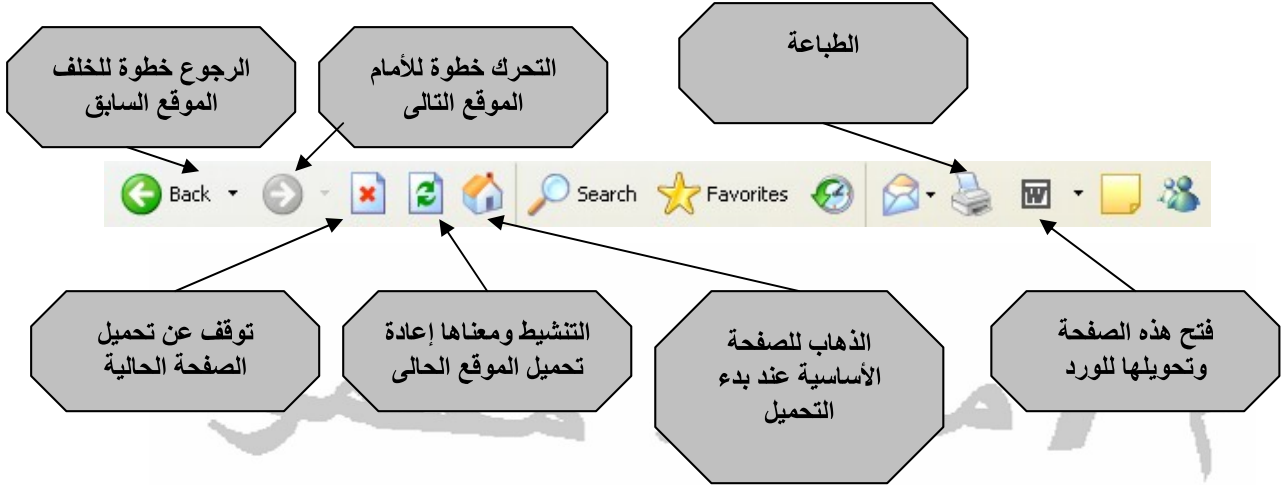 الرجوع خطوة للخلف
الموقع السابق
التحرك خطوة للأمام
الموقع التالى
الطباعة
Back
Search
Favorites
W
توقف عن تحميل
الصفحة الحالية
التنشيط ومعناها إعادة
تحميل الموقع الحالى
الذهاب للصفحة
الأساسية عند بدء
التحميل
فتح هذه الصفحة
وتحويلها للورد